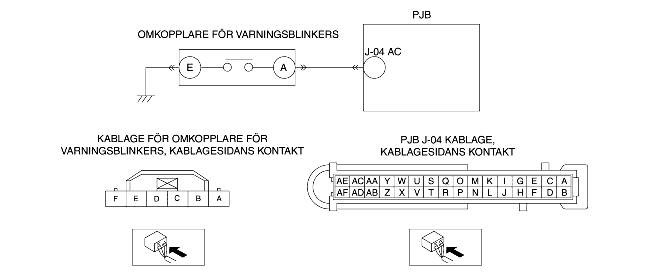 PJB
OMKOPPLARE FÖR VARNINGSBLINKERS
J-04 AC
E A
KABLAGE FÖR OMKOPPLARE FÖR
VARNINGSBLINKERS, KABLAGESIDANS KONTAKT
PJB J-04 KABLAGE,
KABLAGESIDANS KONTAKT
F E D C B A
AE AC AA Y W U S Q O M K I G E C A
AF AD AB Z X V T R P N L J H F D B